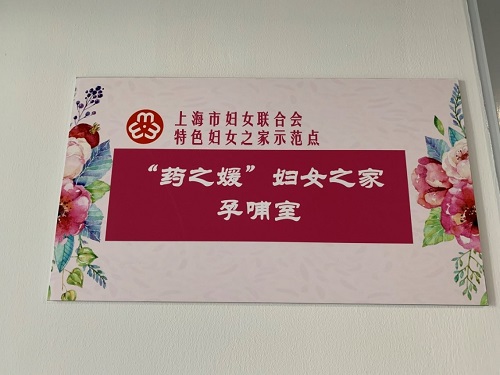 上海市妇女联合会
特色妇女之家示范点
“药之媛”妇女之家
孕哺室